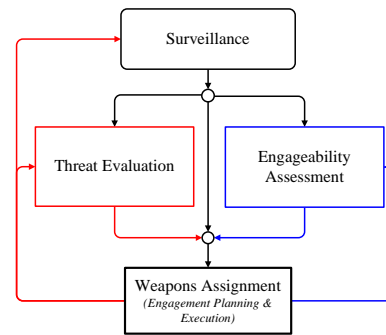 Surveillance
Threat Evaluation
Engageability
Assessment
Weapons Assignment
(Engagement Planning &
Execution)